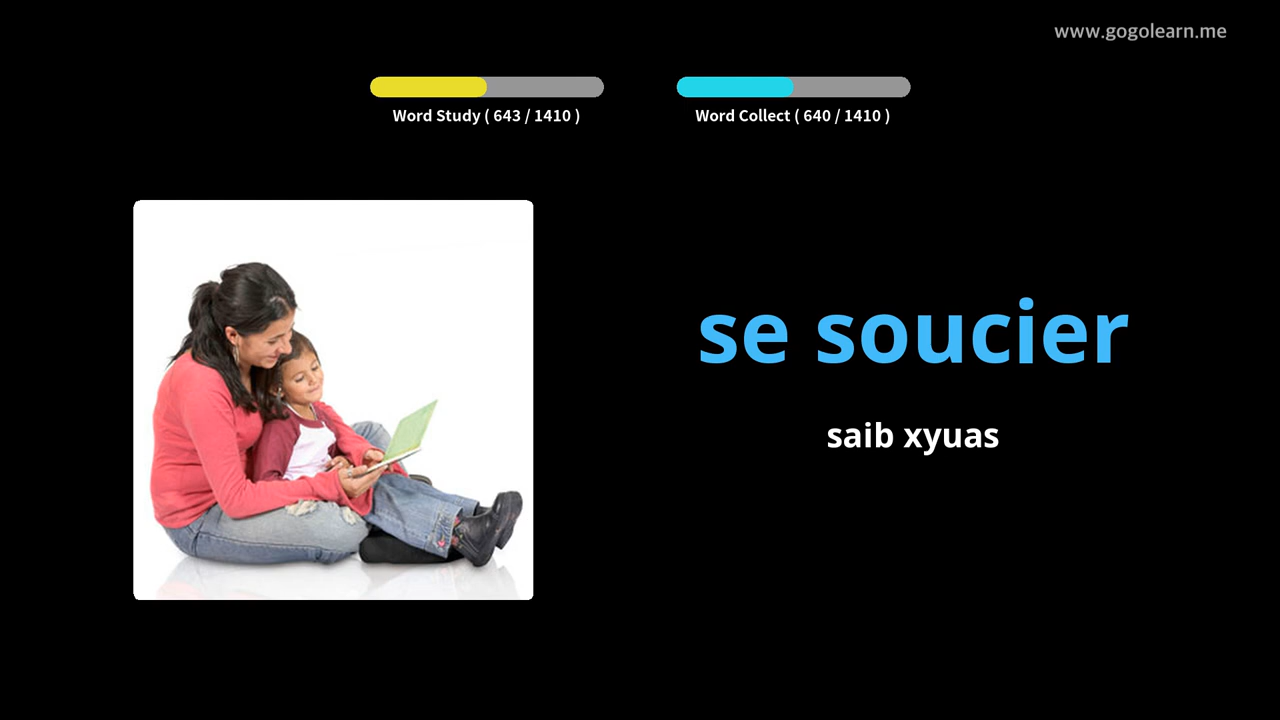 www.gogolearn.me
Word Study ( 643 / 1410 )
Word Collect ( 640 / 1410 )
se soucier
saib xyuas